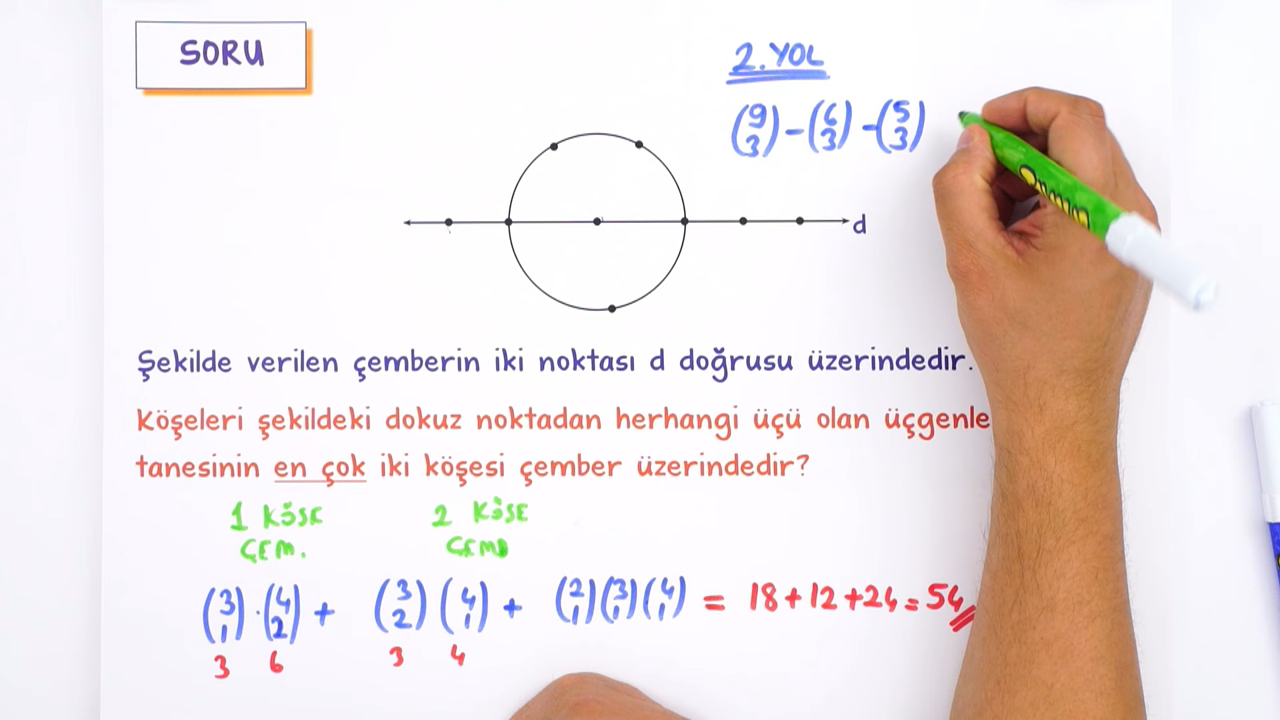 SORU
2. YOL
(9 3) - (6 3) - (5 3)
d
Şekilde verilen çemberin iki noktası d doğrusu üzerindedir.
Köşeleri şekildeki dokuz noktadan herhangi üçü olan üçgenle
tanesinin en çok iki köşesi çember üzerindedir?
1 KÖŞE 2 KÖŞE
ÇEM. ÇEMB
(3 1) . (4 2) + (3 2) (4 1) + (2 1) (3 1) (4 1) = 18 + 12 + 24 = 54
3 6 3 4